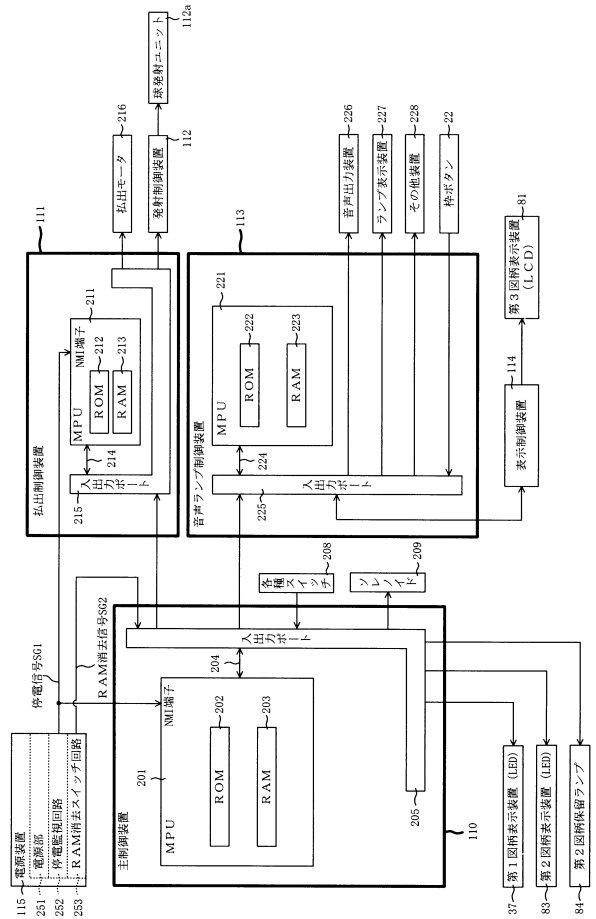 115
電源装置
251
電源部
252
停電監視回路
253
RAM消去スイッチ回路
停電信号SG1
RAM消去信号SG2
主制御装置
110
201
MPU
NMI端子
ROM
202
RAM
203
204
入出力ポート
205
各種スイッチ
208
ソレノイド
209
37
第1図柄表示装置(LED)
83
第2図柄表示装置(LED)
84
第2図柄保留ランプ
払出制御装置
111
MPU
NMI端子
211
ROM
212
RAM
213
214
215
入出力ポート
払出モータ
216
発射制御装置
112
球発射ユニット
112a
音声ランプ制御装置
113
MPU
221
ROM
222
RAM
223
224
225
入出力ポート
音声出力装置
226
ランプ表示装置
227
その他装置
228
枠ボタン
22
表示制御装置
114
第3図柄表示装置
(LCD)
81